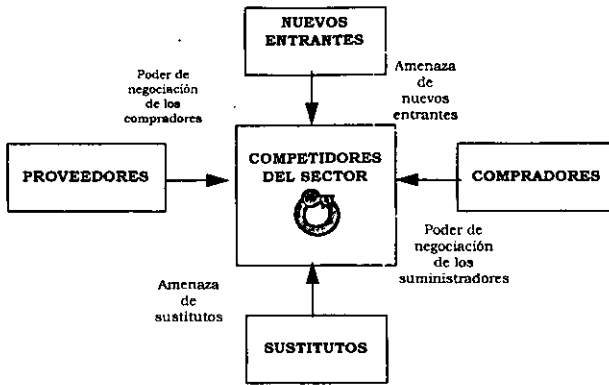 NUEVOS
ENTRANTES
Poder de
negociación
de los
compradores
Amenaza
de
nuevos
entrantes
PROVEEDORES
COMPETIDORES
DEL SECTOR
COMPRADORES
Poder de
negociación
de los
suministradores
Amenaza
de
sustitutos
SUSTITUTOS